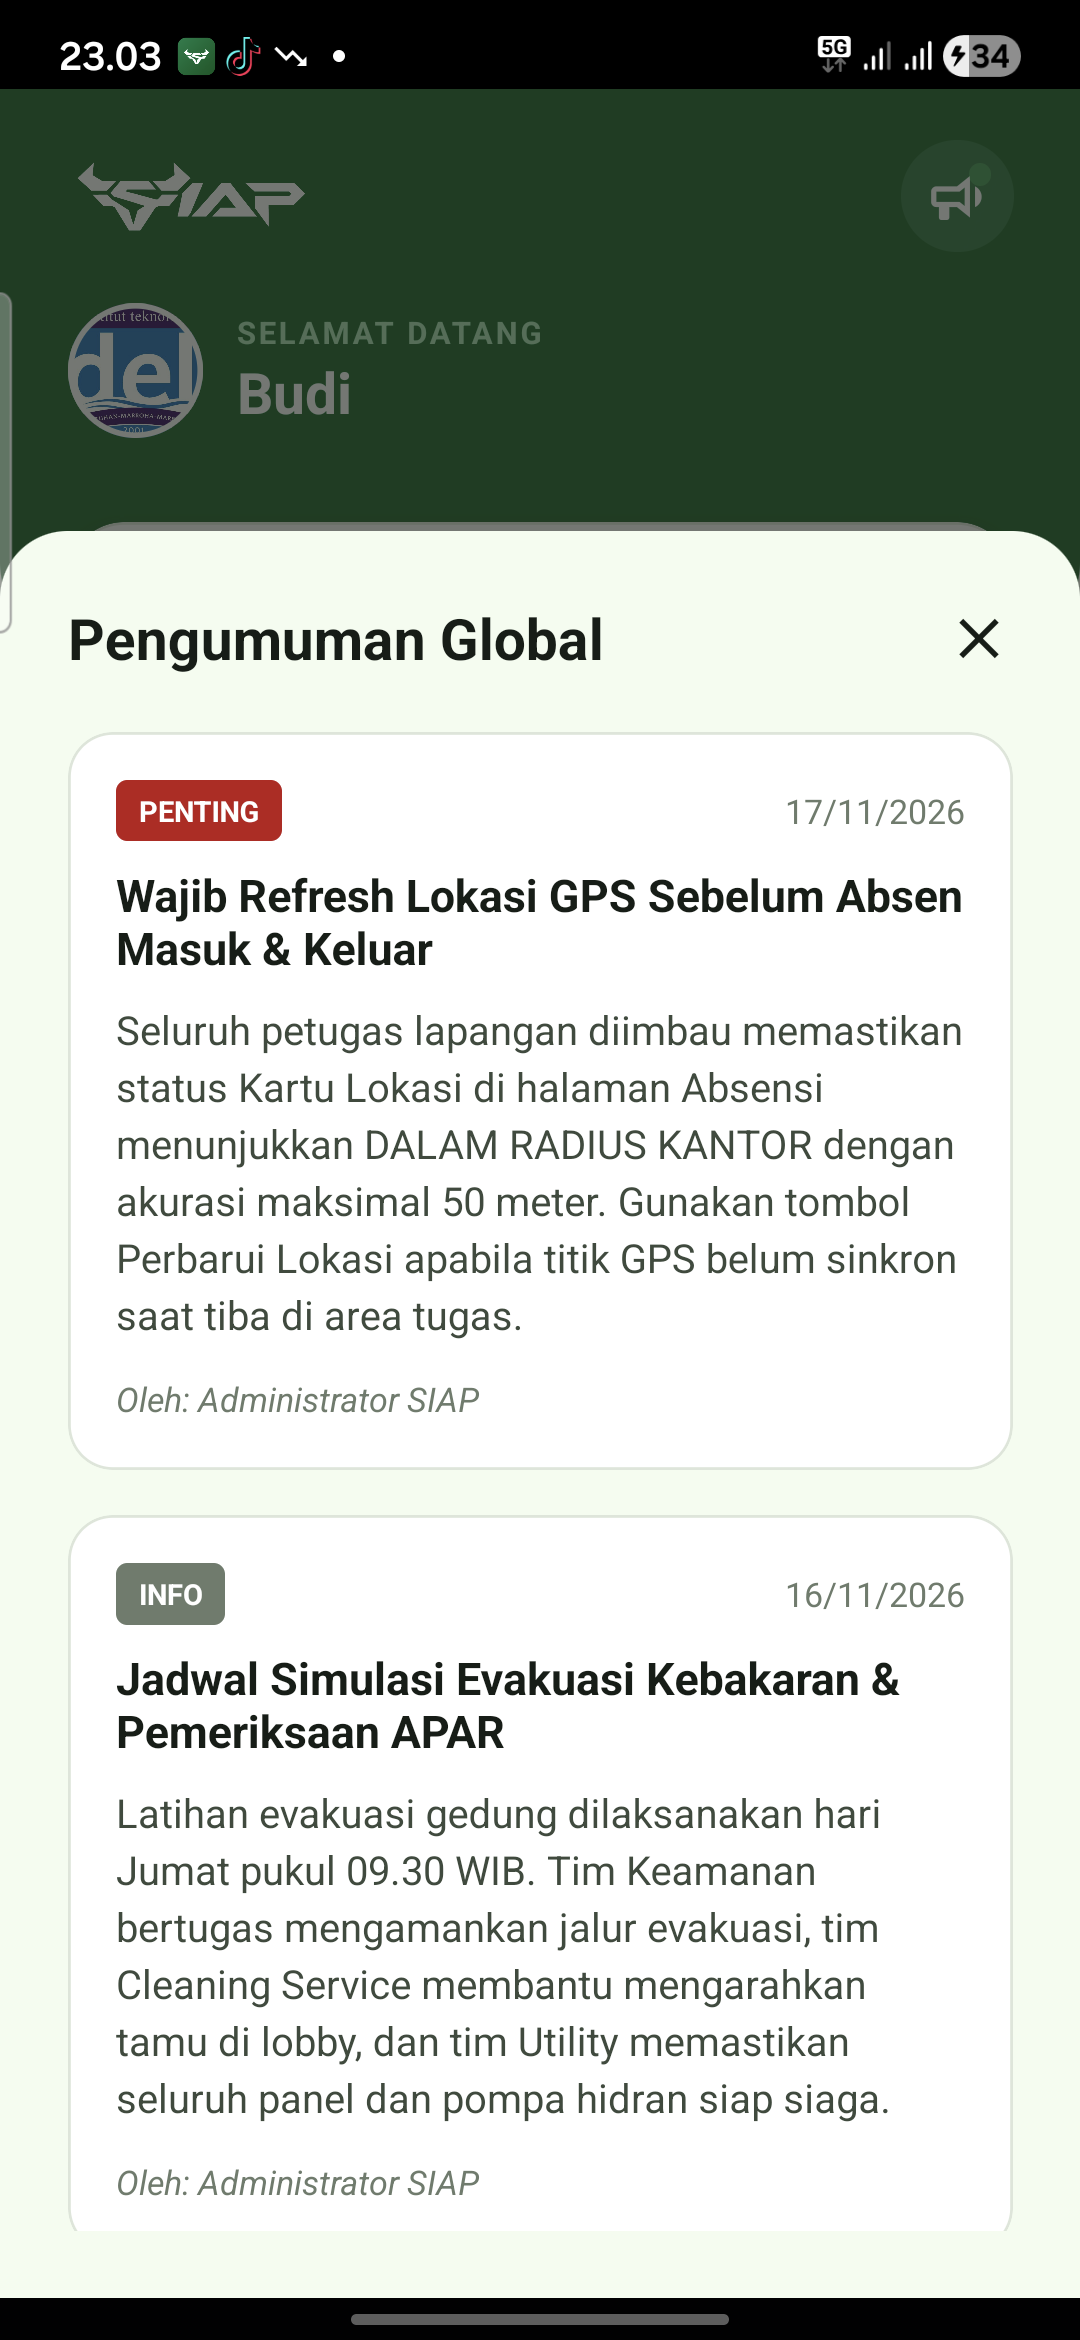 23.03
5G
34
SIAP
itut tekno
del
2001
SELAMAT DATANG
Budi
Pengumuman Global
PENTING
17/11/2026
Wajib Refresh Lokasi GPS Sebelum Absen
Masuk & Keluar
Seluruh petugas lapangan diimbau memastikan
status Kartu Lokasi di halaman Absensi
menunjukkan DALAM RADIUS KANTOR dengan
akurasi maksimal 50 meter. Gunakan tombol
Perbarui Lokasi apabila titik GPS belum sinkron
saat tiba di area tugas.
Oleh: Administrator SIAP
INFO
16/11/2026
Jadwal Simulasi Evakuasi Kebakaran &
Pemeriksaan APAR
Latihan evakuasi gedung dilaksanakan hari
Jumat pukul 09.30 WIB. Tim Keamanan
bertugas mengamankan jalur evakuasi, tim
Cleaning Service membantu mengarahkan
tamu di lobby, dan tim Utility memastikan
seluruh panel dan pompa hidran siap siaga.
Oleh: Administrator SIAP